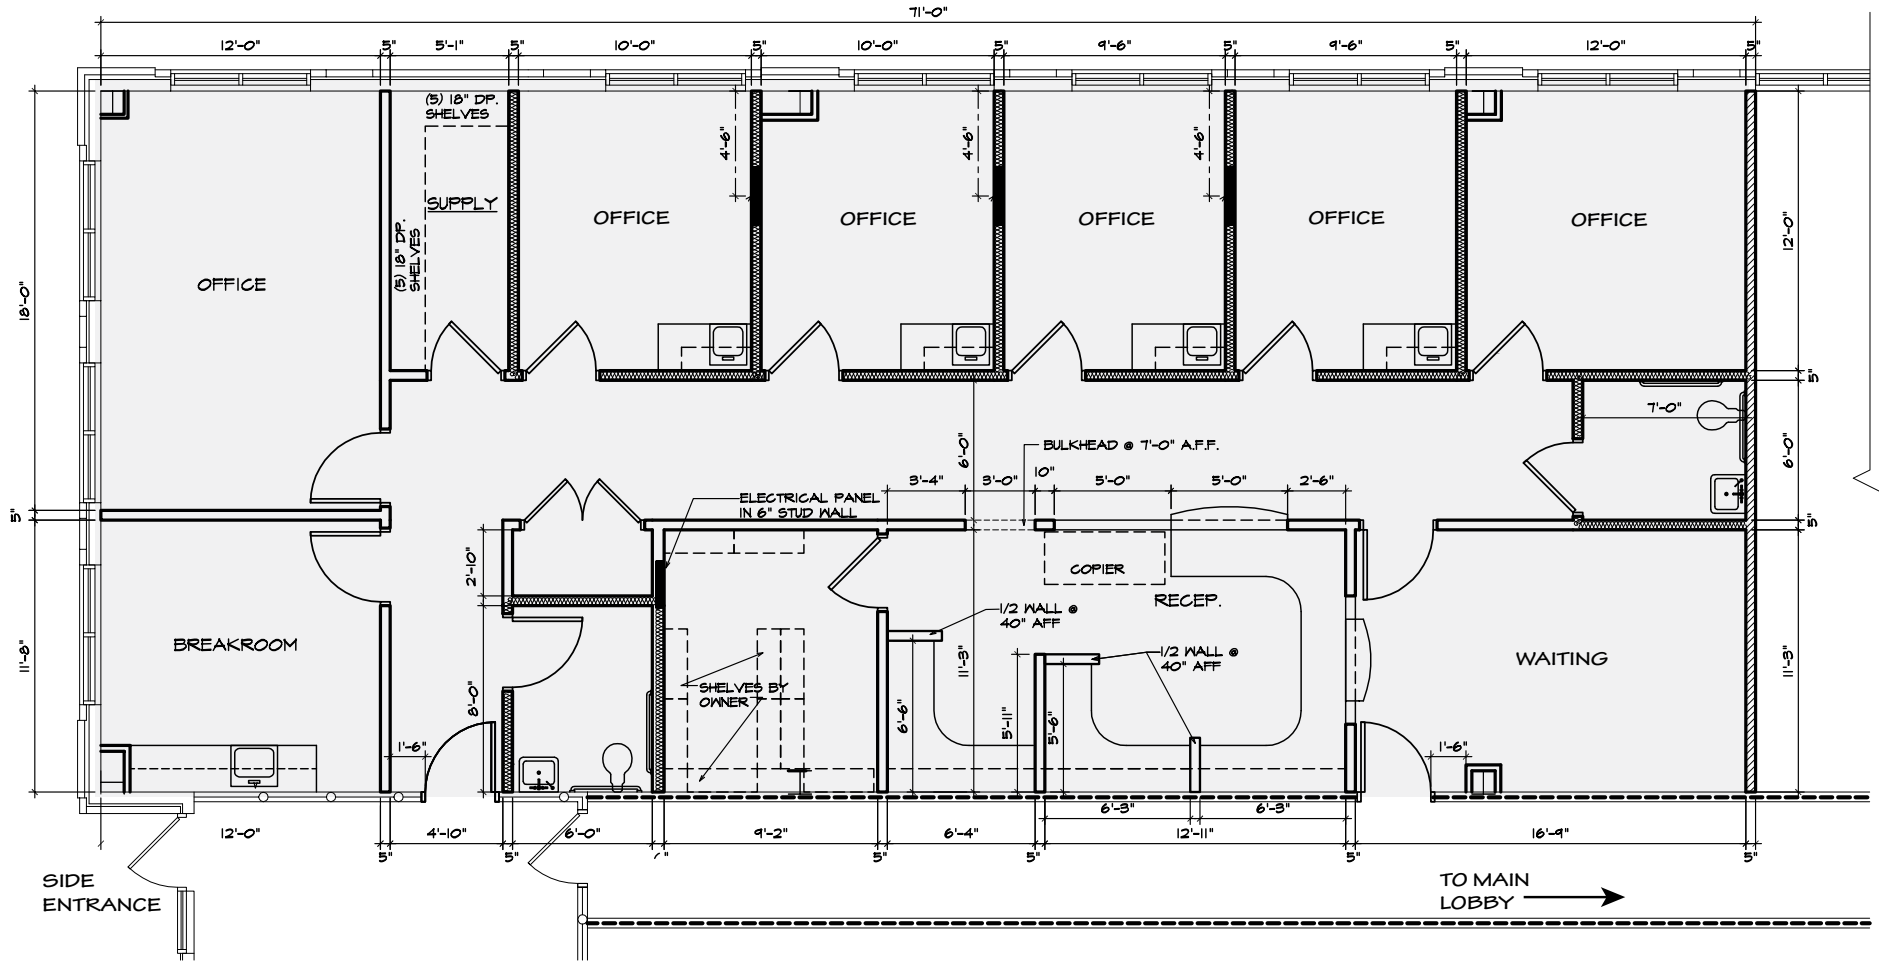 71'-0"
12'-0"
5"
5'-1"
5"
10'-0"
5"
10'-0"
5"
9'-6"
5"
9'-6"
5"
12'-0"
5"
(5) 18" DP.
SHELVES
4'-6"
4'-6"
4'-6"
SUPPLY
OFFICE
OFFICE
OFFICE
OFFICE
OFFICE
12'-0"
(5) 18" DP.
SHELVES
OFFICE
18'-0"
5"
7'-0"
6'-0"
BULKHEAD @ 7'-0" A.F.F.
6'-0"
10"
3'-4"
3'-0"
5'-0"
5'-0"
2'-6"
ELECTRICAL PANEL
IN 6" STUD WALL
5"
5"
2'-10"
COPIER
RECEP.
1/2 WALL @
40" AFF
BREAKROOM
11'-8"
11'-3"
1/2 WALL @
40" AFF
WAITING
11'-3"
SHELVES BY
OWNER
8'-0"
6'-6"
5'-11"
5'-6"
1'-6"
1'-6"
6'-3"
6'-3"
12'-0"
4'-10"
6'-0"
9'-2"
6'-4"
12'-11"
16'-9"
5"
5"
5"
5"
5"
5"
SIDE
ENTRANCE
TO MAIN
LOBBY